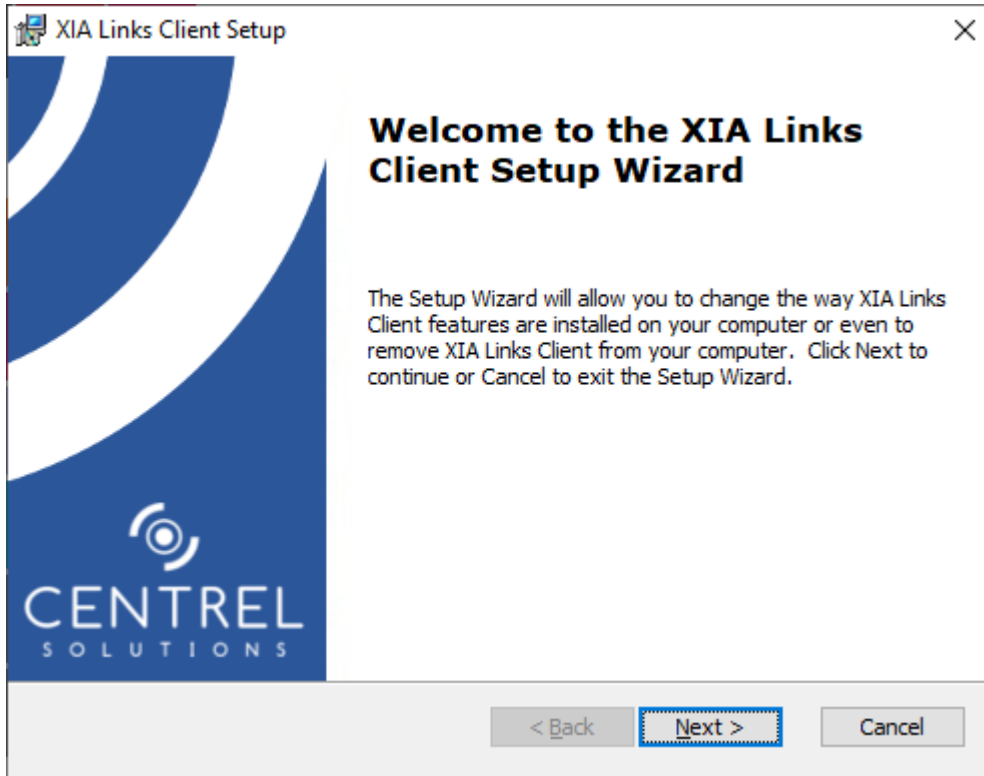 XIA Links Client Setup
Welcome to the XIA Links
Client Setup Wizard
The Setup Wizard will allow you to change the way XIA Links
Client features are installed on your computer or even to
remove XIA Links Client from your computer.  Click Next to
continue or Cancel to exit the Setup Wizard.
CENTREL
SOLUTIONS
< Back
Next >
Cancel